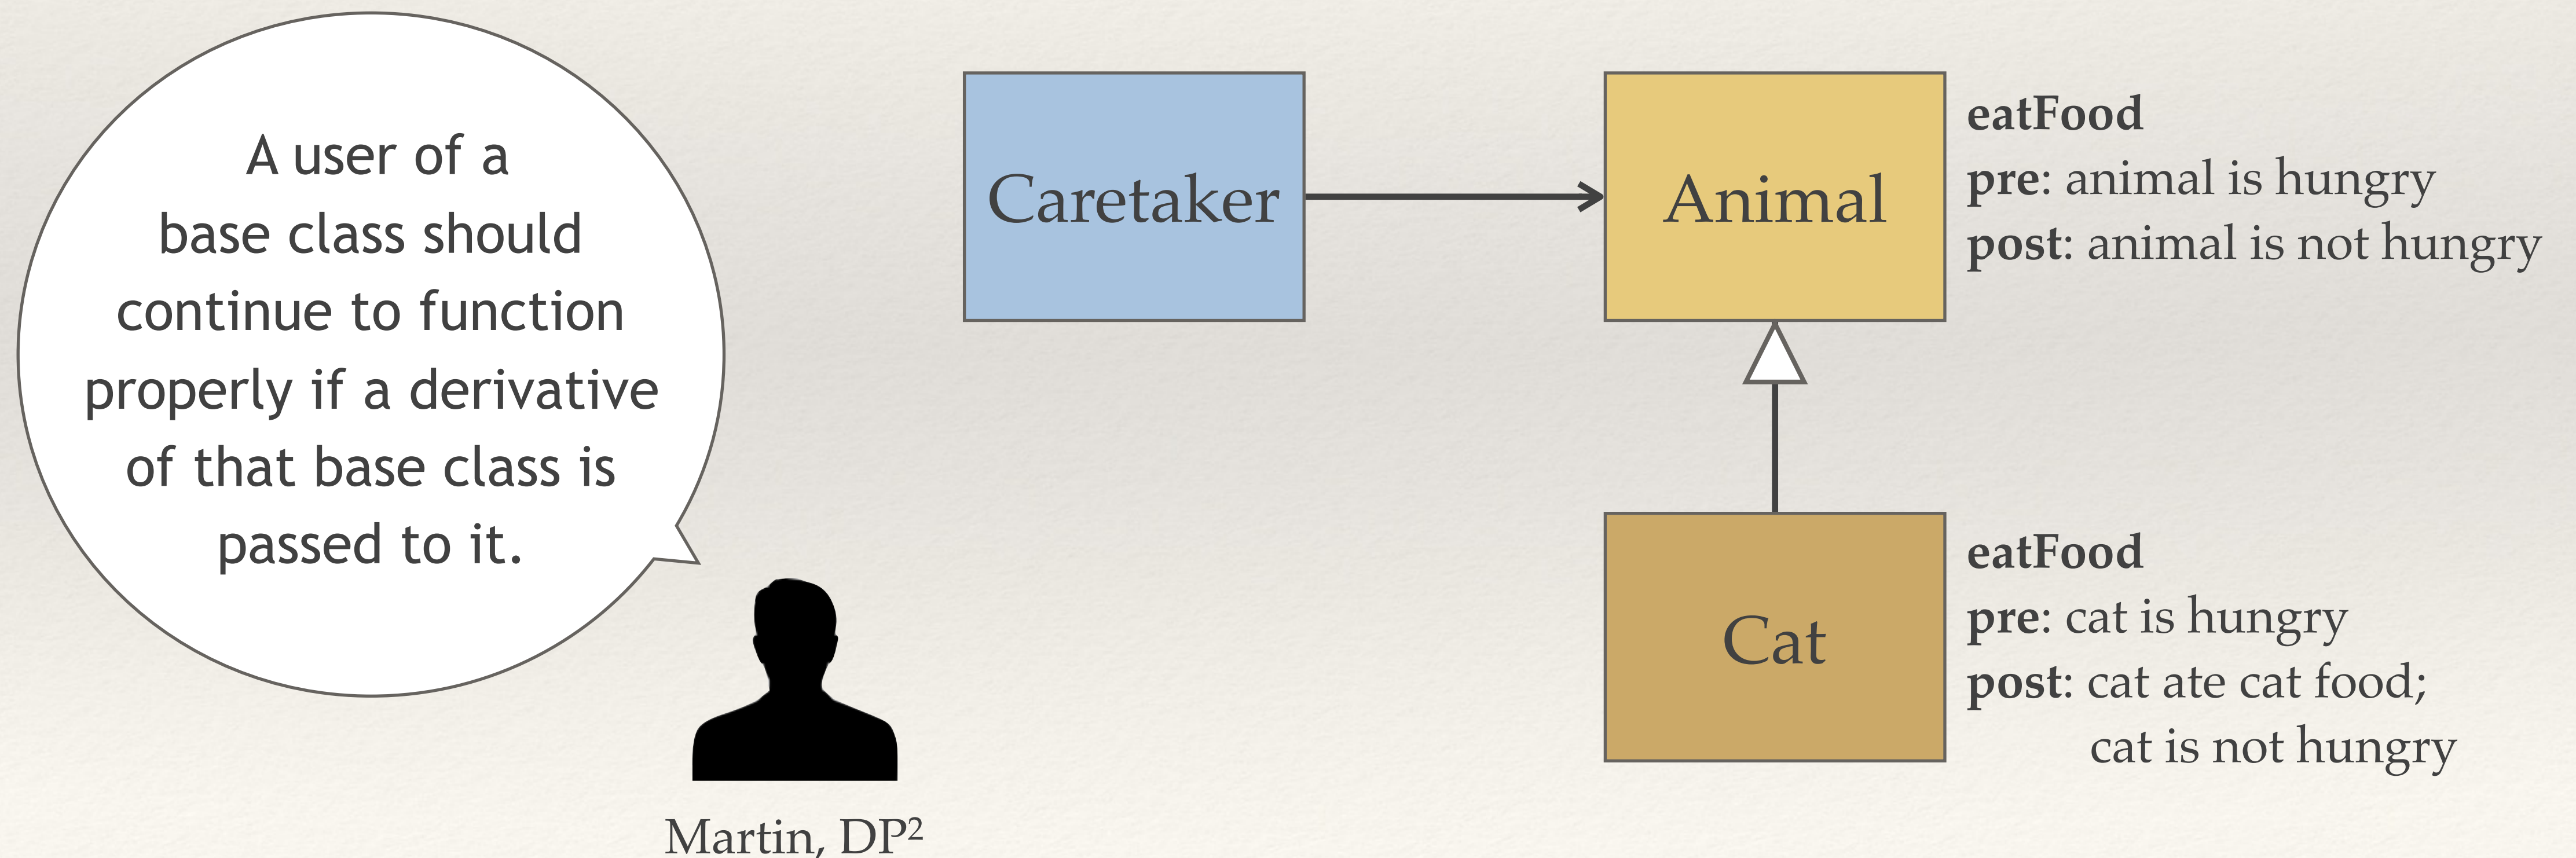 A user of a
base class should
continue to function
properly if a derivative
of that base class is
passed to it.
Martin, DP²
Caretaker
Animal
eatFood
pre: animal is hungry
post: animal is not hungry
Cat
eatFood
pre: cat is hungry
post: cat ate cat food;
cat is not hungry